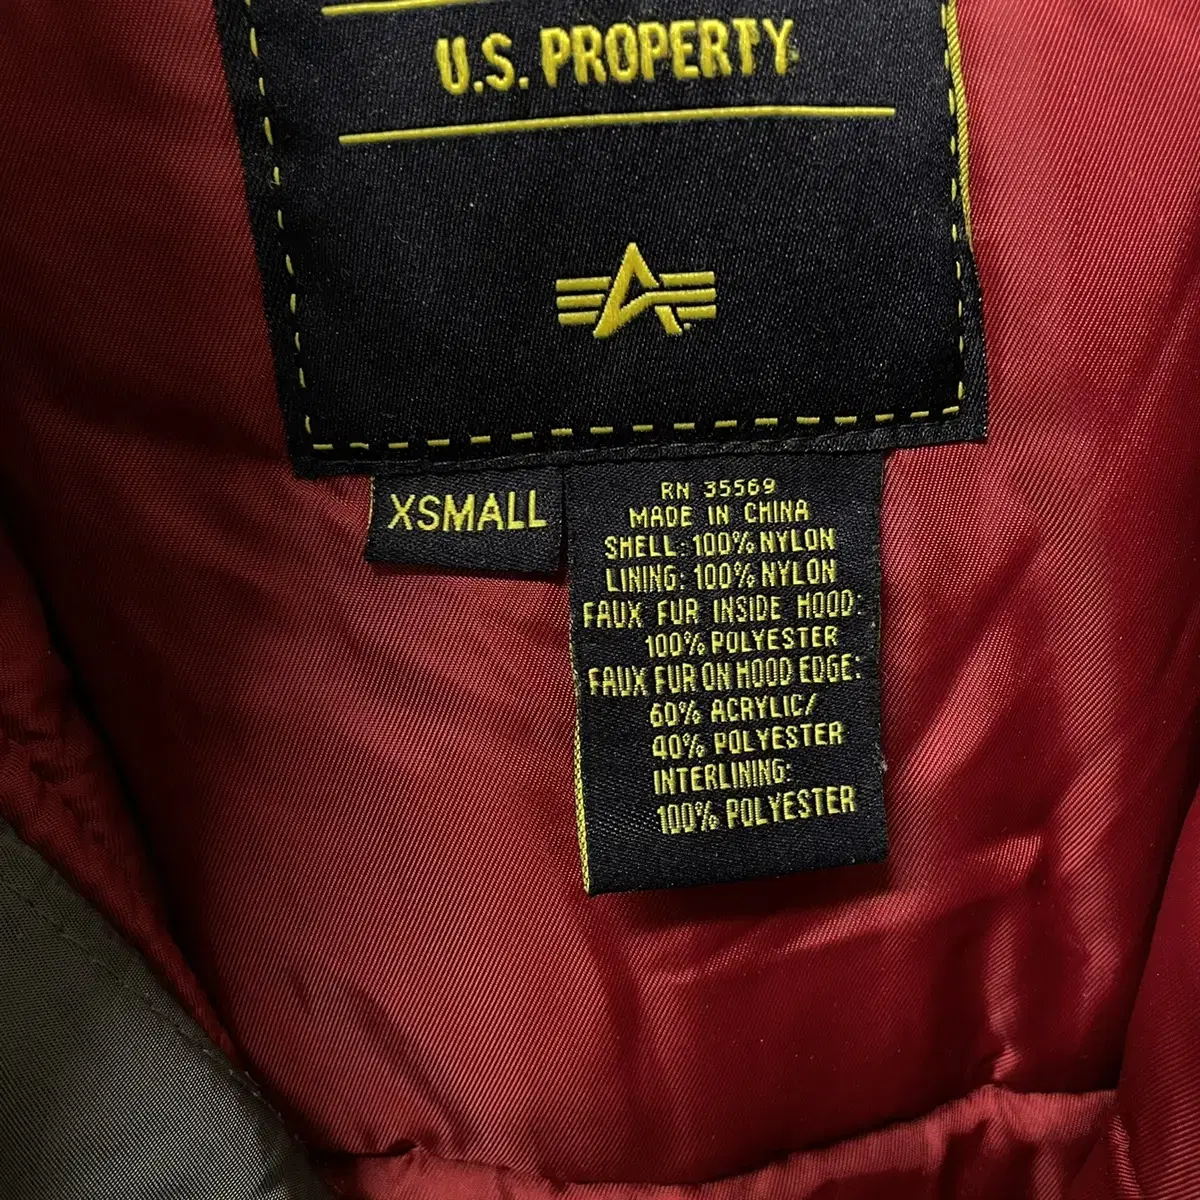 U.S. PROPERTY
XSMALL
RN 35569
MADE IN CHINA
SHELL: 100% NYLON
LINING: 100% NYLON
FAUX FUR INSIDE HOOD:
100% POLYESTER
FAUX FUR ON HOOD EDGE:
60% ACRYLIC/
40% POLYESTER
INTERLINING:
100% POLYESTER